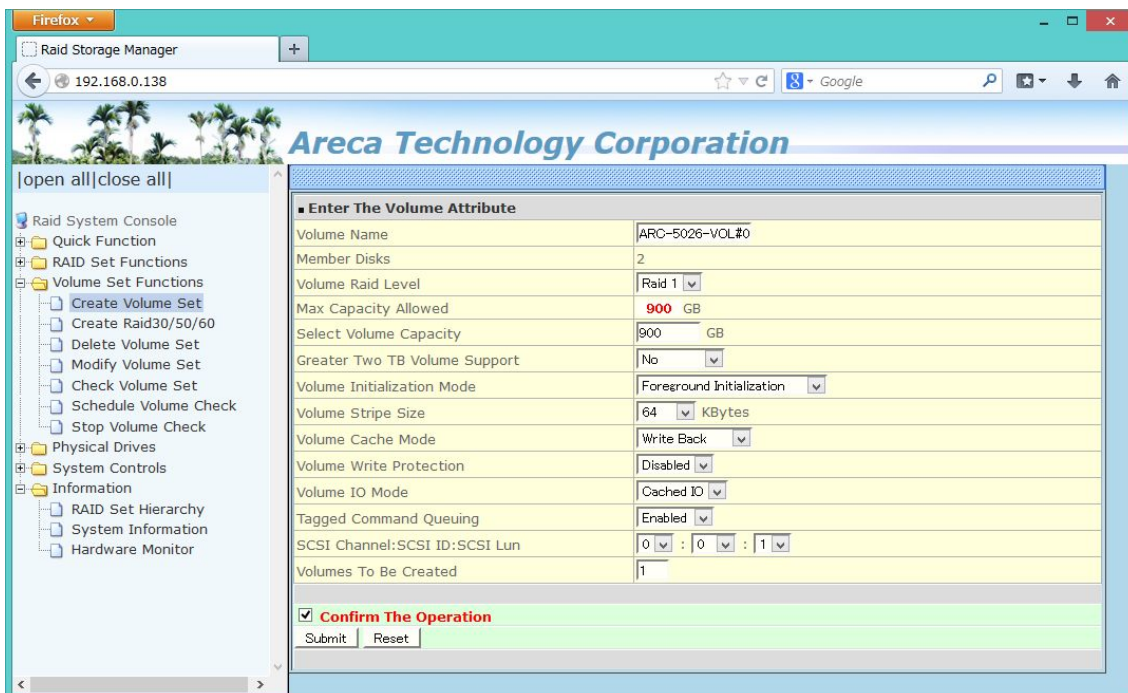 Firefox
Raid Storage Manager
192.168.0.138
Google
Areca Technology Corporation
|open all|close all|
Raid System Console
Quick Function
RAID Set Functions
Volume Set Functions
Create Volume Set
Create Raid30/50/60
Delete Volume Set
Modify Volume Set
Check Volume Set
Schedule Volume Check
Stop Volume Check
Physical Drives
System Controls
Information
RAID Set Hierarchy
System Information
Hardware Monitor
Enter The Volume Attribute
Volume Name ARC-5026-VOL#0
Member Disks 2
Volume Raid Level Raid 1
Max Capacity Allowed 900 GB
Select Volume Capacity 900 GB
Greater Two TB Volume Support No
Volume Initialization Mode Foreground Initialization
Volume Stripe Size 64 KBytes
Volume Cache Mode Write Back
Volume Write Protection Disabled
Volume IO Mode Cached IO
Tagged Command Queuing Enabled
SCSI Channel:SCSI ID:SCSI Lun 0 : 0 : 1
Volumes To Be Created 1
Confirm The Operation
Submit Reset